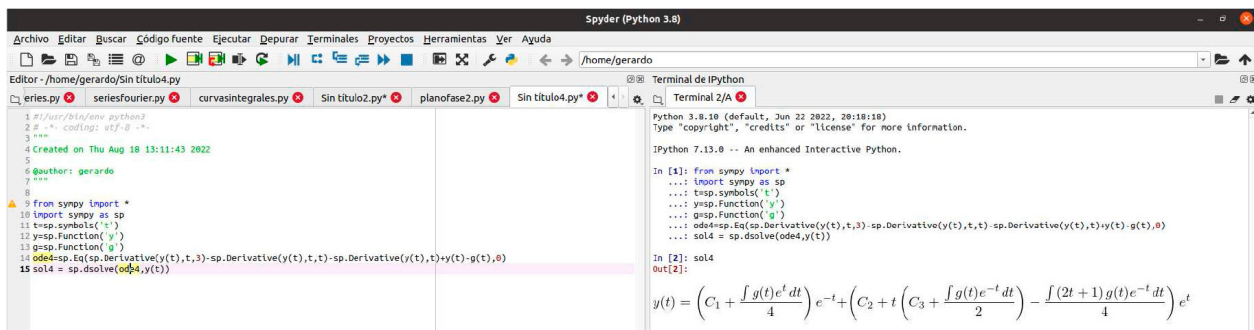 Spyder (Python 3.8)
Archivo Editar Buscar Código fuente Ejecutar Depurar Terminales Proyectos Herramientas Ver Ayuda
/home/gerardo
Editor - /home/gerardo/Sin título4.py
eries.py seriesfourier.py curvasintegrales.py Sin título2.py* planofase2.py Sin título4.py*
1 #!/usr/bin/env python3
2 # -*- coding: utf-8 -*-
3 """
4 Created on Thu Aug 18 13:11:43 2022
5
6 @author: gerardo
7 """
8
9 from sympy import *
10 import sympy as sp
11 t=sp.symbols('t')
12 y=sp.Function('y')
13 g=sp.Function('g')
14 ode4=sp.Eq(sp.Derivative(y(t),t,3)-sp.Derivative(y(t),t,t)-sp.Derivative(y(t),t)+y(t)-g(t),0)
15 sol4 = sp.dsolve(ode4,y(t))
Terminal de IPython
Terminal 2/A
Python 3.8.10 (default, Jun 22 2022, 20:18:18)
Type "copyright", "credits" or "license" for more information.
IPython 7.13.0 -- An enhanced Interactive Python.
In [1]: from sympy import *
...: import sympy as sp
...: t=sp.symbols('t')
...: y=sp.Function('y')
...: g=sp.Function('g')
...: ode4=sp.Eq(sp.Derivative(y(t),t,3)-sp.Derivative(y(t),t,t)-sp.Derivative(y(t),t)+y(t)-g(t),0)
...: sol4 = sp.dsolve(ode4,y(t))
In [2]: sol4
Out[2]:
y(t) = (C₁ + ∫ g(t)eᵗ dt / 4) e⁻ᵗ + (C₂ + t (C₃ + ∫ g(t)e⁻ᵗ dt / 2) − ∫ (2t + 1) g(t)e⁻ᵗ dt / 4) eᵗ